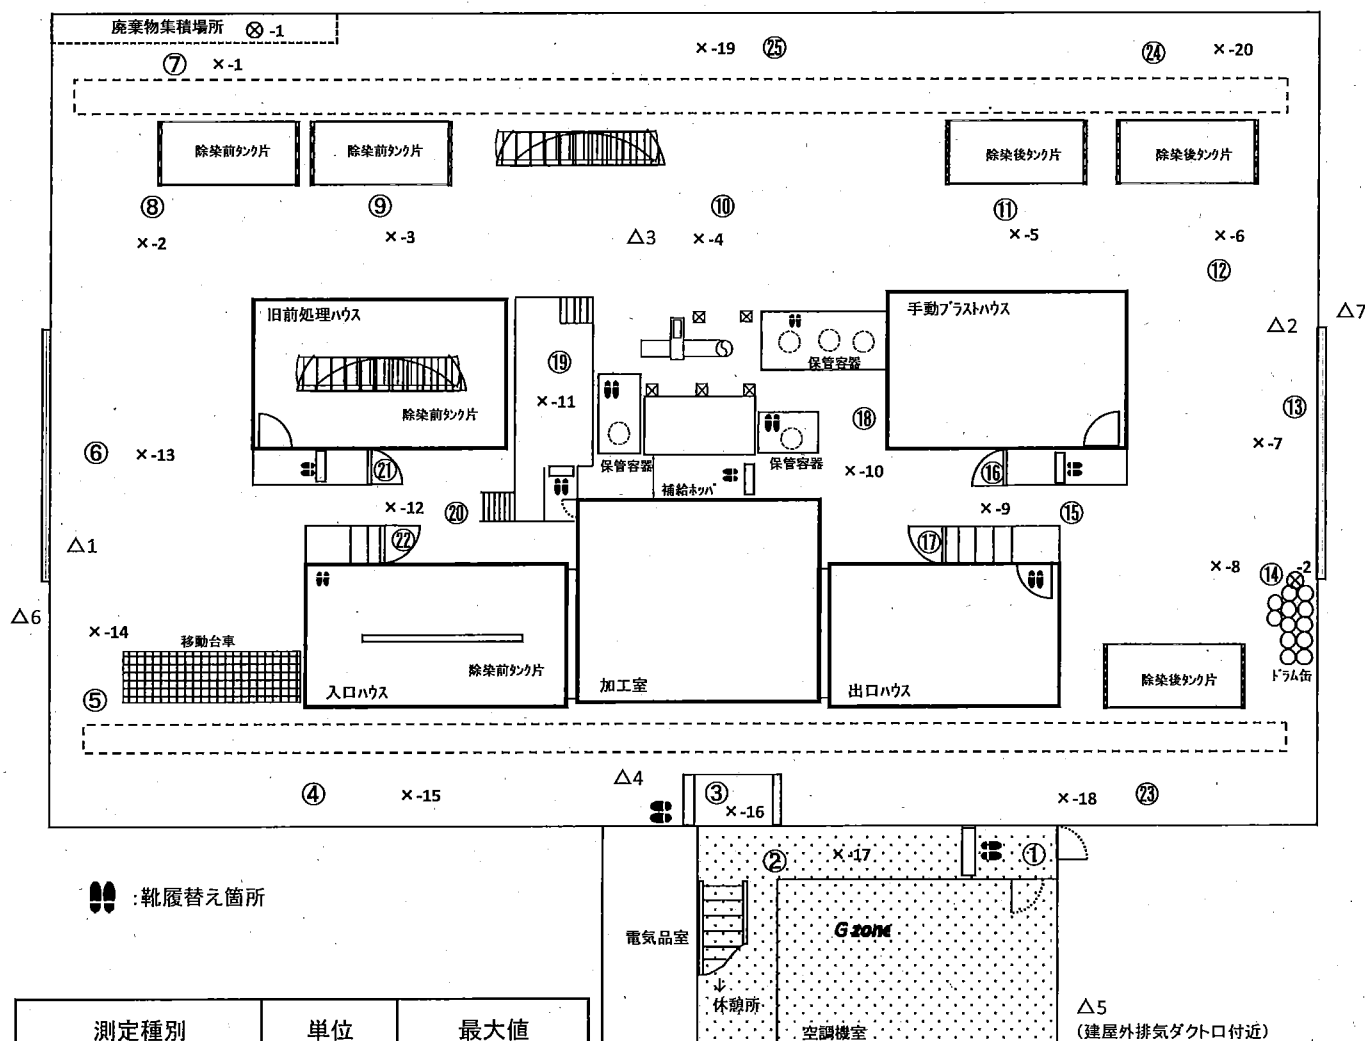 廃棄物集積場所 ⊗ -1
⑦ ×-1
×-19 ㉕
㉔ ×-20
除染前タンク片
除染前タンク片
除染後タンク片
除染後タンク片
⑧
⑨
⑩
⑪
×-2
×-3
△3
×-4
×-5
×-6
⑫
旧前処理ハウス
手動ブラストハウス
△2
△7
⑲
保管容器
除染前タンク片
×-11
⑱
⑬
×-7
⑥
×-13
㉑
保管容器
保管容器
×-10
⑯
補給ホッパ
×-12
⑳
×-9
⑮
△1
㉒
⑰
×-8
⑭ ⊗ -2
△6
×-14
移動台車
除染前タンク片
入口ハウス
加工室
出口ハウス
除染後タンク片
ドラム缶
⑤
④
×-15
△4
③
×-16
×-18
㉓
②
×-17
①
:靴履替え箇所
電気品室
G zone
↓
休憩所
空調機室
△5
(建屋外排気ダクト口付近)
測定種別 単位 最大値